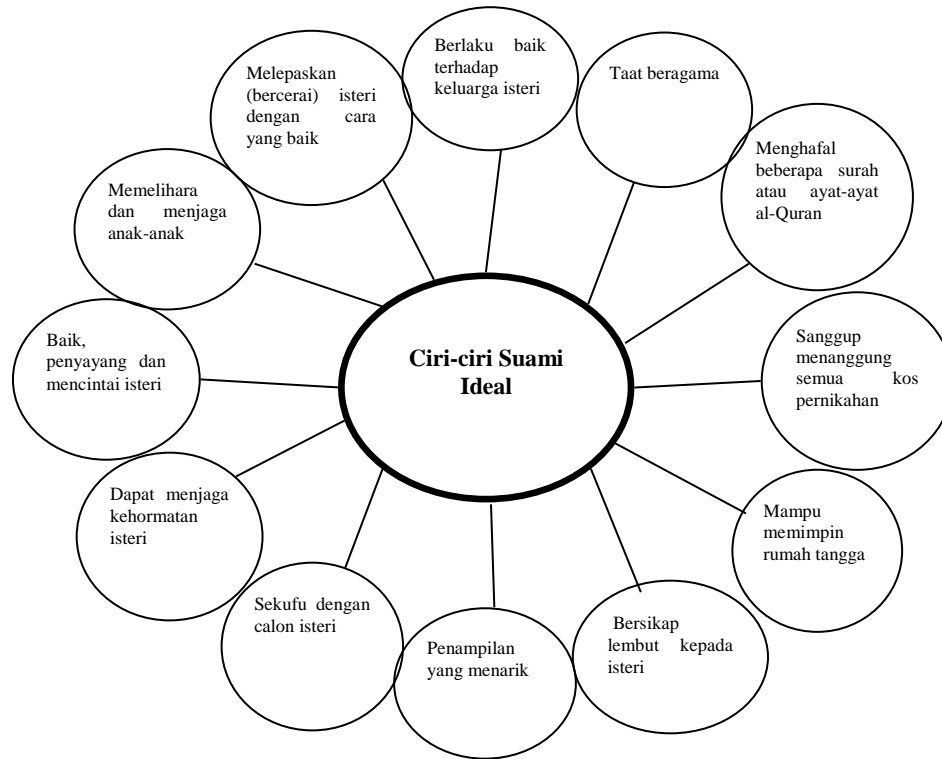 Berlaku baik
terhadap
keluarga isteri
Taat beragama
Menghafal
beberapa surah
atau ayat-ayat
al-Quran
Sanggup
menanggung
semua kos
pernikahan
Mampu
memimpin
rumah tangga
Bersikap
lembut kepada
isteri
Penampilan
yang menarik
Sekufu dengan
calon isteri
Dapat menjaga
kehormatan
isteri
Baik,
penyayang dan
mencintai isteri
Memelihara
dan menjaga
anak-anak
Melepaskan
(bercerai) isteri
dengan cara
yang baik
Ciri-ciri Suami
Ideal